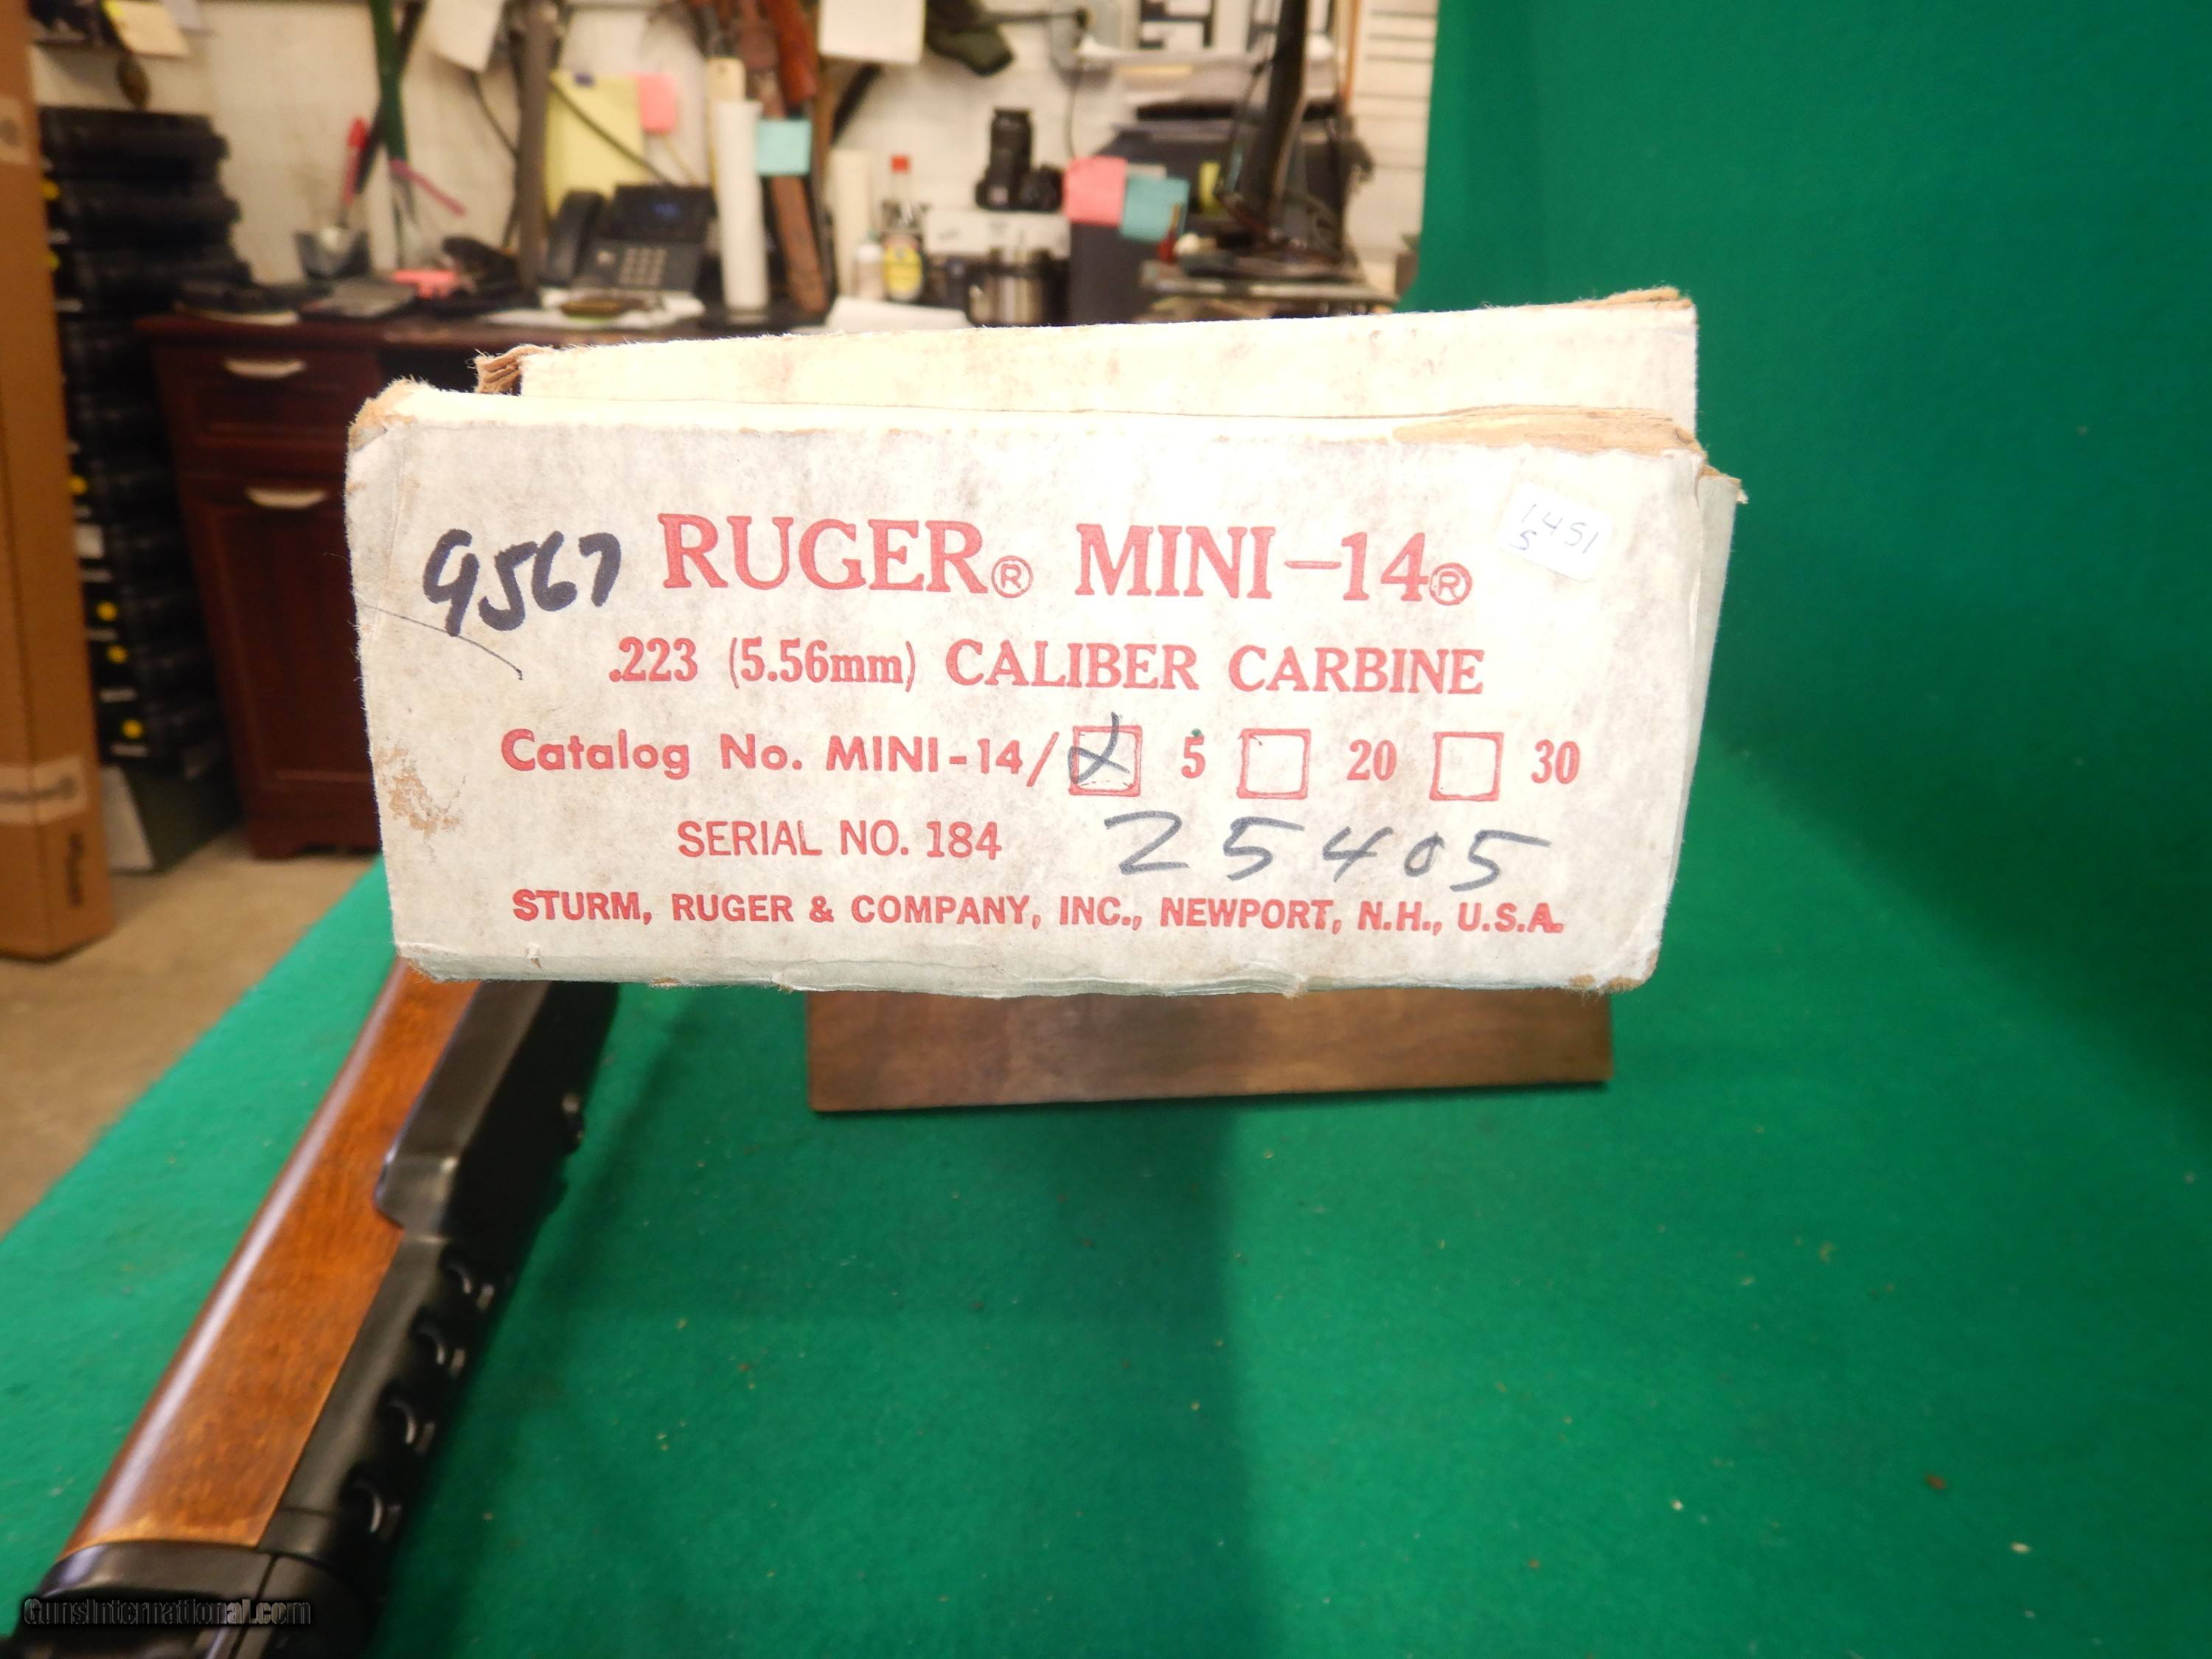 9567 RUGER® MINI-14®
1451
5
.223 (5.56mm) CALIBER CARBINE
Catalog No. MINI-14/ 5 20 30
SERIAL NO. 184 25405
STURM, RUGER & COMPANY, INC., NEWPORT, N.H., U.S.A.
GunsInternational.com